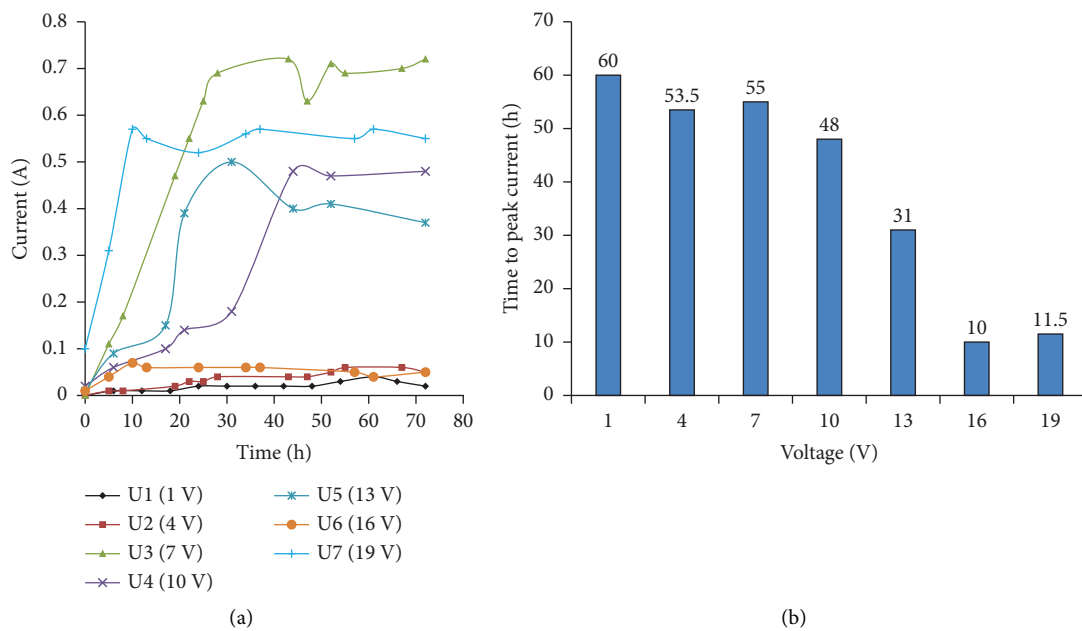 0.8
0.7
0.6
0.5
0.4
0.3
0.2
0.1
0
Current (A)
0 10 20 30 40 50 60 70 80
Time (h)
U1 (1 V)
U2 (4 V)
U3 (7 V)
U4 (10 V)
U5 (13 V)
U6 (16 V)
U7 (19 V)
(a)
70
60
50
40
30
20
10
0
Time to peak current (h)
60 53.5 55 48 31 10 11.5
1 4 7 10 13 16 19
Voltage (V)
(b)